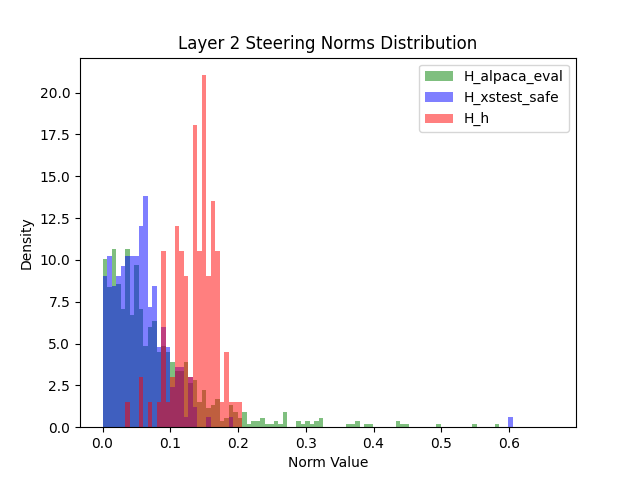 Layer 2 Steering Norms Distribution
H_alpaca_eval
H_xstest_safe
H_h
Density
20.0
17.5
15.0
12.5
10.0
7.5
5.0
2.5
0.0
0.0 0.1 0.2 0.3 0.4 0.5 0.6
Norm Value